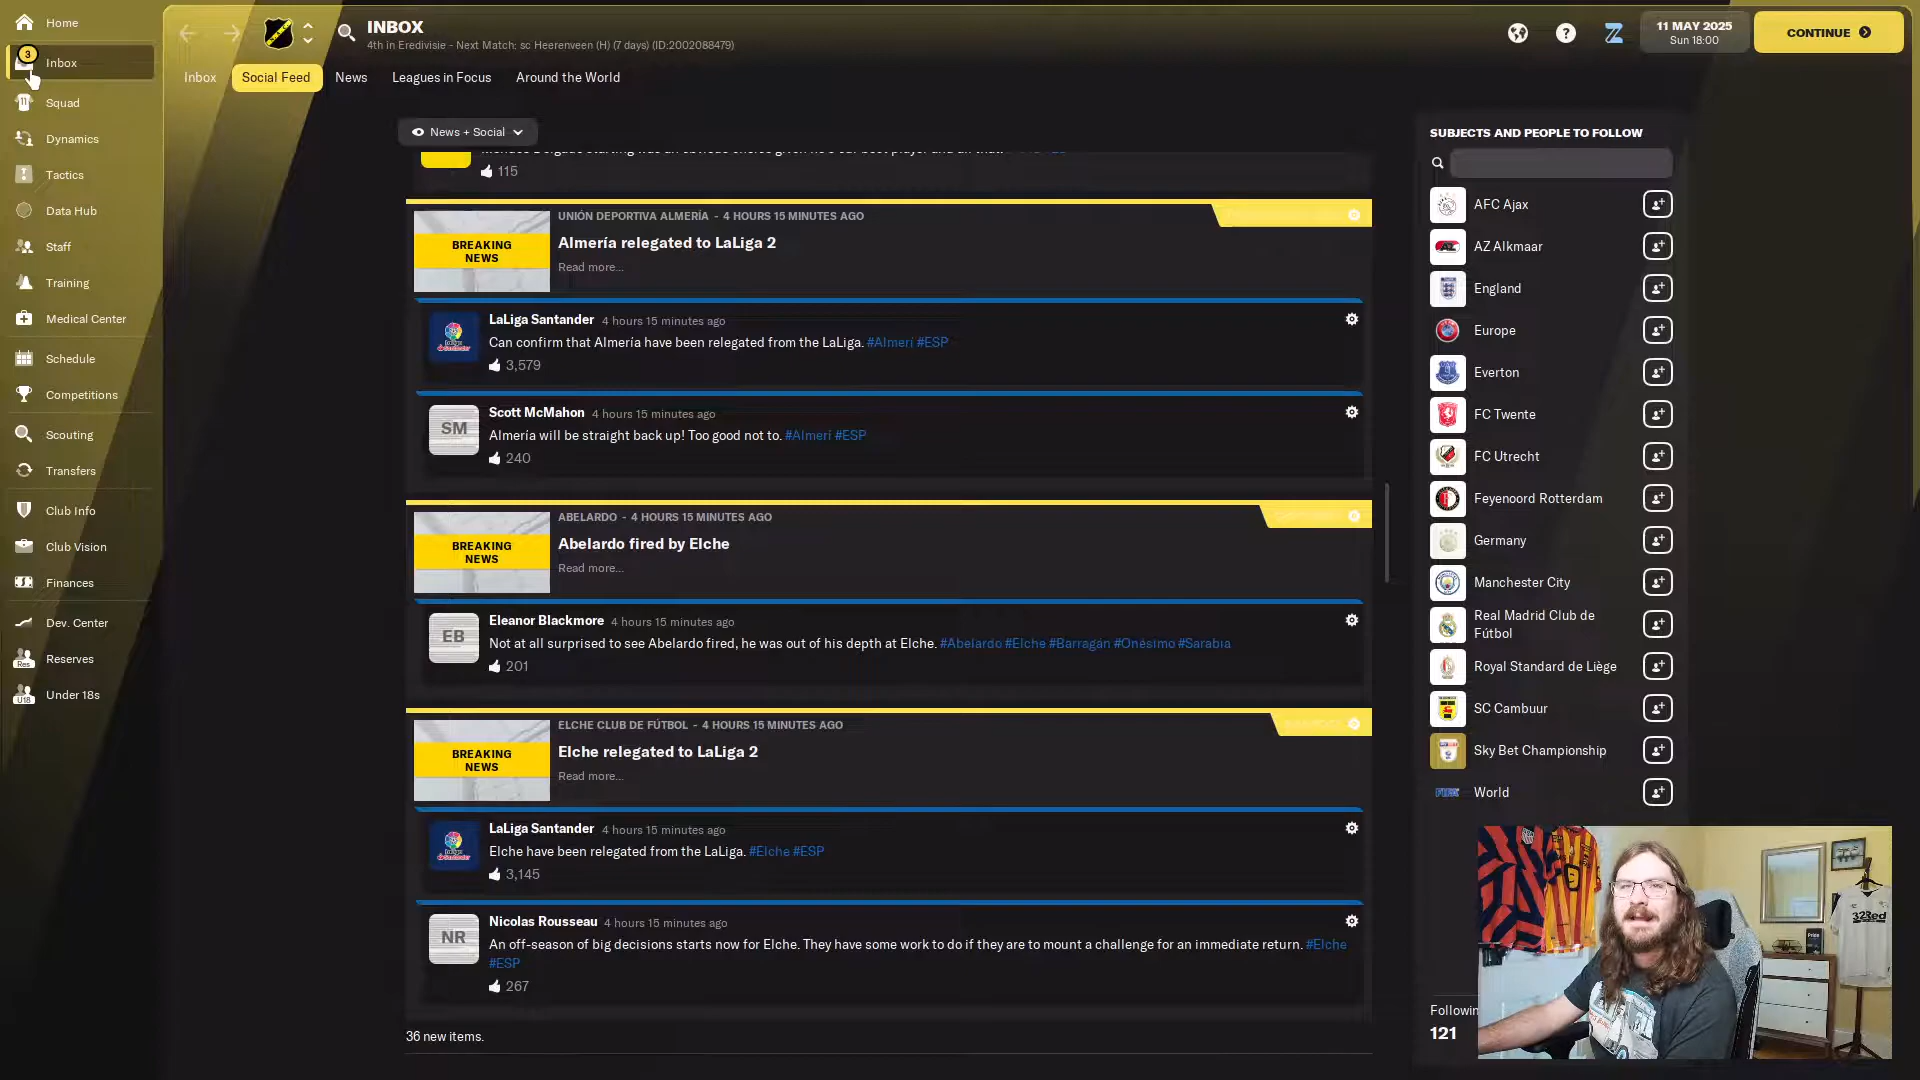 Home
3
Inbox
Squad
Dynamics
Tactics
Data Hub
Staff
Training
Medical Center
Schedule
Competitions
Scouting
Transfers
Club Info
Club Vision
Finances
Dev. Center
Res
Reserves
U18
Under 18s
INBOX
4th in Eredivisie - Next Match: sc Heerenveen (H) (7 days) (ID:2002088479)
11 MAY 2025
Sun 18:00
CONTINUE
Inbox Social Feed News Leagues in Focus Around the World
News + Social
115
UNIÓN DEPORTIVA ALMERÍA - 4 HOURS 15 MINUTES AGO
BREAKING NEWS
Almería relegated to LaLiga 2
Read more...
LaLiga Santander 4 hours 15 minutes ago
Can confirm that Almería have been relegated from the LaLiga. #Almerí #ESP
3,579
SM
Scott McMahon 4 hours 15 minutes ago
Almería will be straight back up! Too good not to. #Almerí #ESP
240
ABELARDO - 4 HOURS 15 MINUTES AGO
BREAKING NEWS
Abelardo fired by Elche
Read more...
EB
Eleanor Blackmore 4 hours 15 minutes ago
Not at all surprised to see Abelardo fired, he was out of his depth at Elche. #Abelardo #Elche #Barragán #Onésimo #Sarabia
201
ELCHE CLUB DE FÚTBOL - 4 HOURS 15 MINUTES AGO
BREAKING NEWS
Elche relegated to LaLiga 2
Read more...
LaLiga Santander 4 hours 15 minutes ago
Elche have been relegated from the LaLiga. #Elche #ESP
3,145
NR
Nicolas Rousseau 4 hours 15 minutes ago
An off-season of big decisions starts now for Elche. They have some work to do if they are to mount a challenge for an immediate return. #Elche
#ESP
267
36 new items.
SUBJECTS AND PEOPLE TO FOLLOW
AFC Ajax
AZ Alkmaar
England
Europe
Everton
FC Twente
FC Utrecht
Feyenoord Rotterdam
Germany
Manchester City
Real Madrid Club de
Fútbol
Royal Standard de Liège
SC Cambuur
Sky Bet Championship
World
Followin
121
32Red